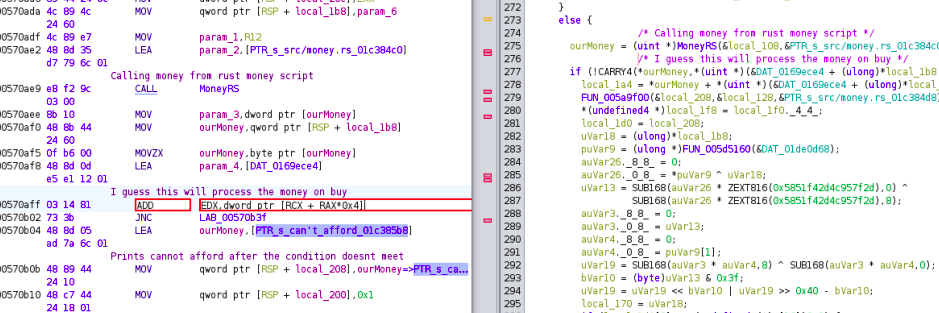 24 60
00570ad4 4c 89 4c MOV qword ptr [RSP + local_1b8],param_6
24 60
00570adf 4c 89 e7 MOV param_1,R12
00570ae2 48 8d 35 LEA param_2,[PTR_s_src/money.rs_01c384c0]
d7 79 6c 01
Calling money from rust money script
00570ae9 e8 f2 9c CALL MoneyRS
03 00
00570aee 8b 10 MOV param_3,dword ptr [ourMoney]
00570af0 48 8b 44 MOV ourMoney,qword ptr [RSP + local_1b8]
24 60
00570af5 0f b6 00 MOVZX ourMoney,byte ptr [ourMoney]
00570af8 48 8d 0d LEA param_4,[DAT_0169ece4]
e5 e1 12 01
I guess this will process the money on buy
00570aff 03 14 81 ADD EDX,dword ptr [RCX + RAX*0x4]
00570b02 73 3b JNC LAB_00570b3f
00570b04 48 8d 05 LEA ourMoney,[PTR_s_can't_afford_01c385b8]
ad 7a 6c 01
Prints cannot afford after the condition doesnt meet
00570b0b 48 89 44 MOV qword ptr [RSP + local_208],ourMoney=>PTR_s_ca...
24 10
00570b10 48 c7 44 MOV qword ptr [RSP + local_200],0x1
24 18 01
272 }
273 else {
274 /* Calling money from rust money script */
275 ourMoney = (uint *)MoneyRS(&local_108,&PTR_s_src/money.rs_01c384c0
276 /* I guess this will process the money on buy */
277 if (!CARRY4(*ourMoney,*(uint *)(&DAT_0169ece4 + (ulong)*local_1b8
278 local_1a4 = *ourMoney + *(uint *)(&DAT_0169ece4 + (ulong)*local_
279 FUN_005a9f00(&local_208,&local_128,&PTR_s_src/money.rs_01c384d8)
280 *(undefined4 *)local_1f8 = local_1f0._4_4_;
281 local_1d0 = local_208;
282 uVar18 = (ulong)*local_1b8;
283 puVar9 = (ulong *)FUN_005d5160(&DAT_01de0d68);
284 auVar26._8_8_ = 0;
285 auVar26._0_8_ = *puVar9 ^ uVar18;
286 uVar13 = SUB168(auVar26 * ZEXT816(0x5851f42d4c957f2d),0) ^
287 SUB168(auVar26 * ZEXT816(0x5851f42d4c957f2d),8);
288 auVar3._8_8_ = 0;
289 auVar3._0_8_ = uVar13;
290 auVar4._8_8_ = 0;
291 auVar4._0_8_ = puVar9[1];
292 uVar19 = SUB168(auVar3 * auVar4,8) ^ SUB168(auVar3 * auVar4,0);
293 bVar10 = (byte)uVar13 & 0x3f;
294 uVar19 = uVar19 << bVar10 | uVar19 >> 0x40 - bVar10;
295 local_170 = uVar18;